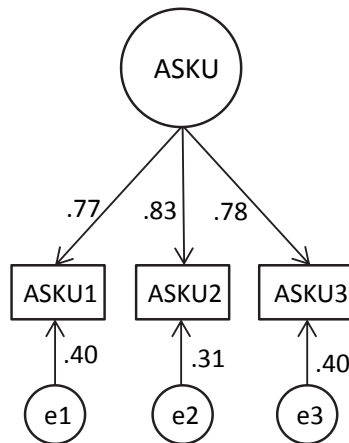 ASKU
.77 .83 .78
ASKU1 ASKU2 ASKU3
.40 .31 .40
e1 e2 e3